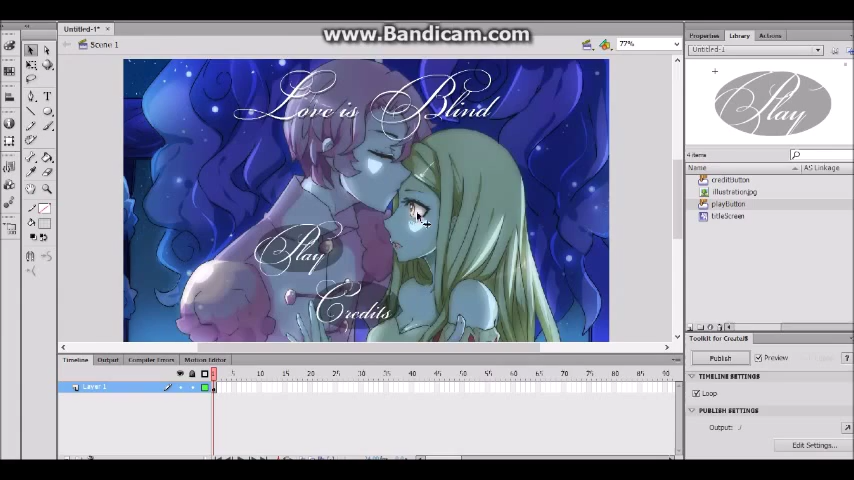 www.Bandicam.com
Untitled-1*
Scene 1
77%
Properties
Library
Actions
Untitled-1
Love is Blind
Play
4 items
Name
AS Linkage
creditButton
illustration.jpg
playButton
titleScreen
Play
Credits
Toolkit for CreateJS
Publish
Preview
?
TIMELINE SETTINGS
Loop
PUBLISH SETTINGS
Output: ./
Edit Settings...
Timeline
Output
Compiler Errors
Motion Editor
1 5 10 15 20 25 30 35 40 45 50 55 60 65 70 75 80 85 90
Layer 1